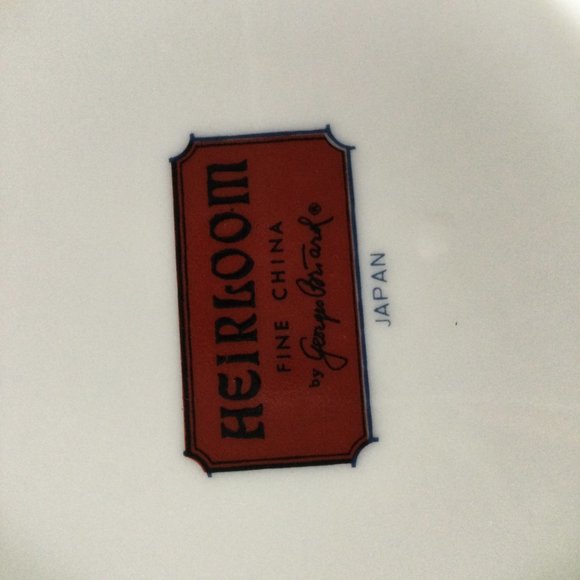 HEIRLOOM
FINE CHINA
by Georges Briard ®
JAPAN